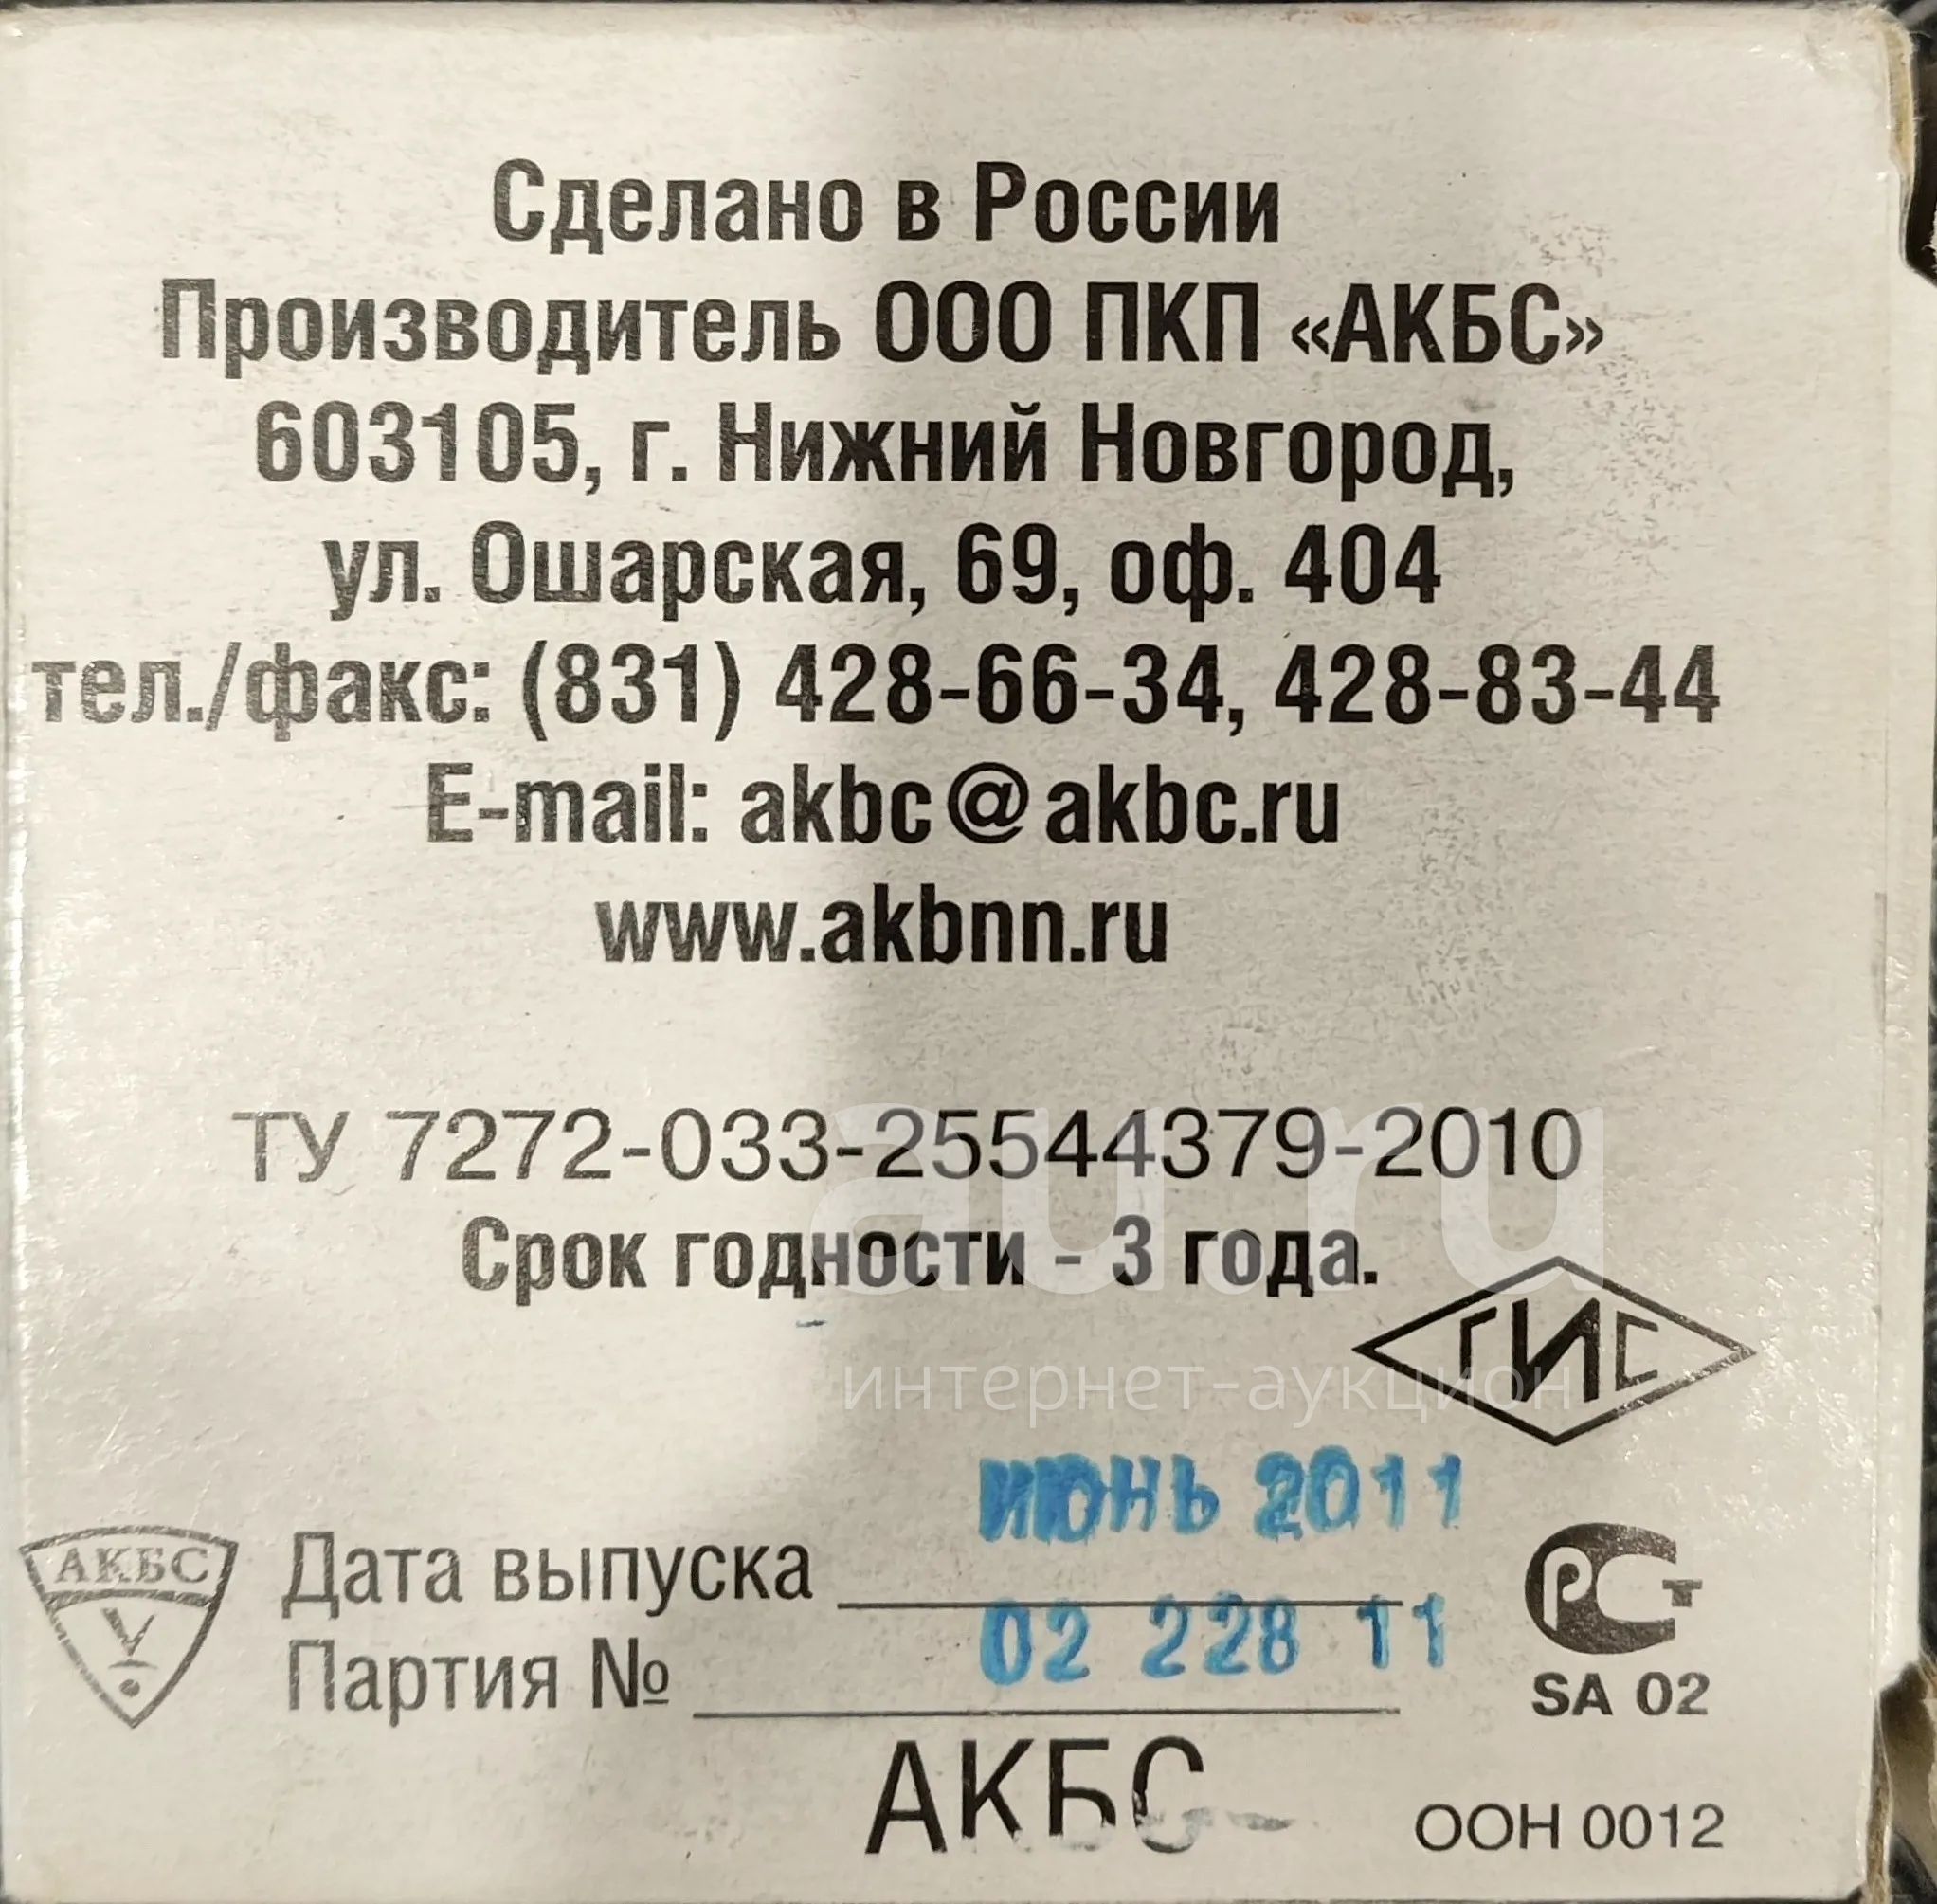 Сделано в России
Производитель ООО ПКП «АКБС»
603105, г. Нижний Новгород,
ул. Ошарская, 69, оф. 404
тел./факс: (831) 428-66-34, 428-83-44
E-mail: akbc@akbc.ru
www.akbnn.ru
ТУ 7272-033-25544379-2010
au.ru
Срок годности - 3 года.
ГИС
интернет-аукцион
июнь 2011
АКБС
Дата выпуска
РСТ
02 228 11
Партия №
SA 02
АКБС
ООН 0012